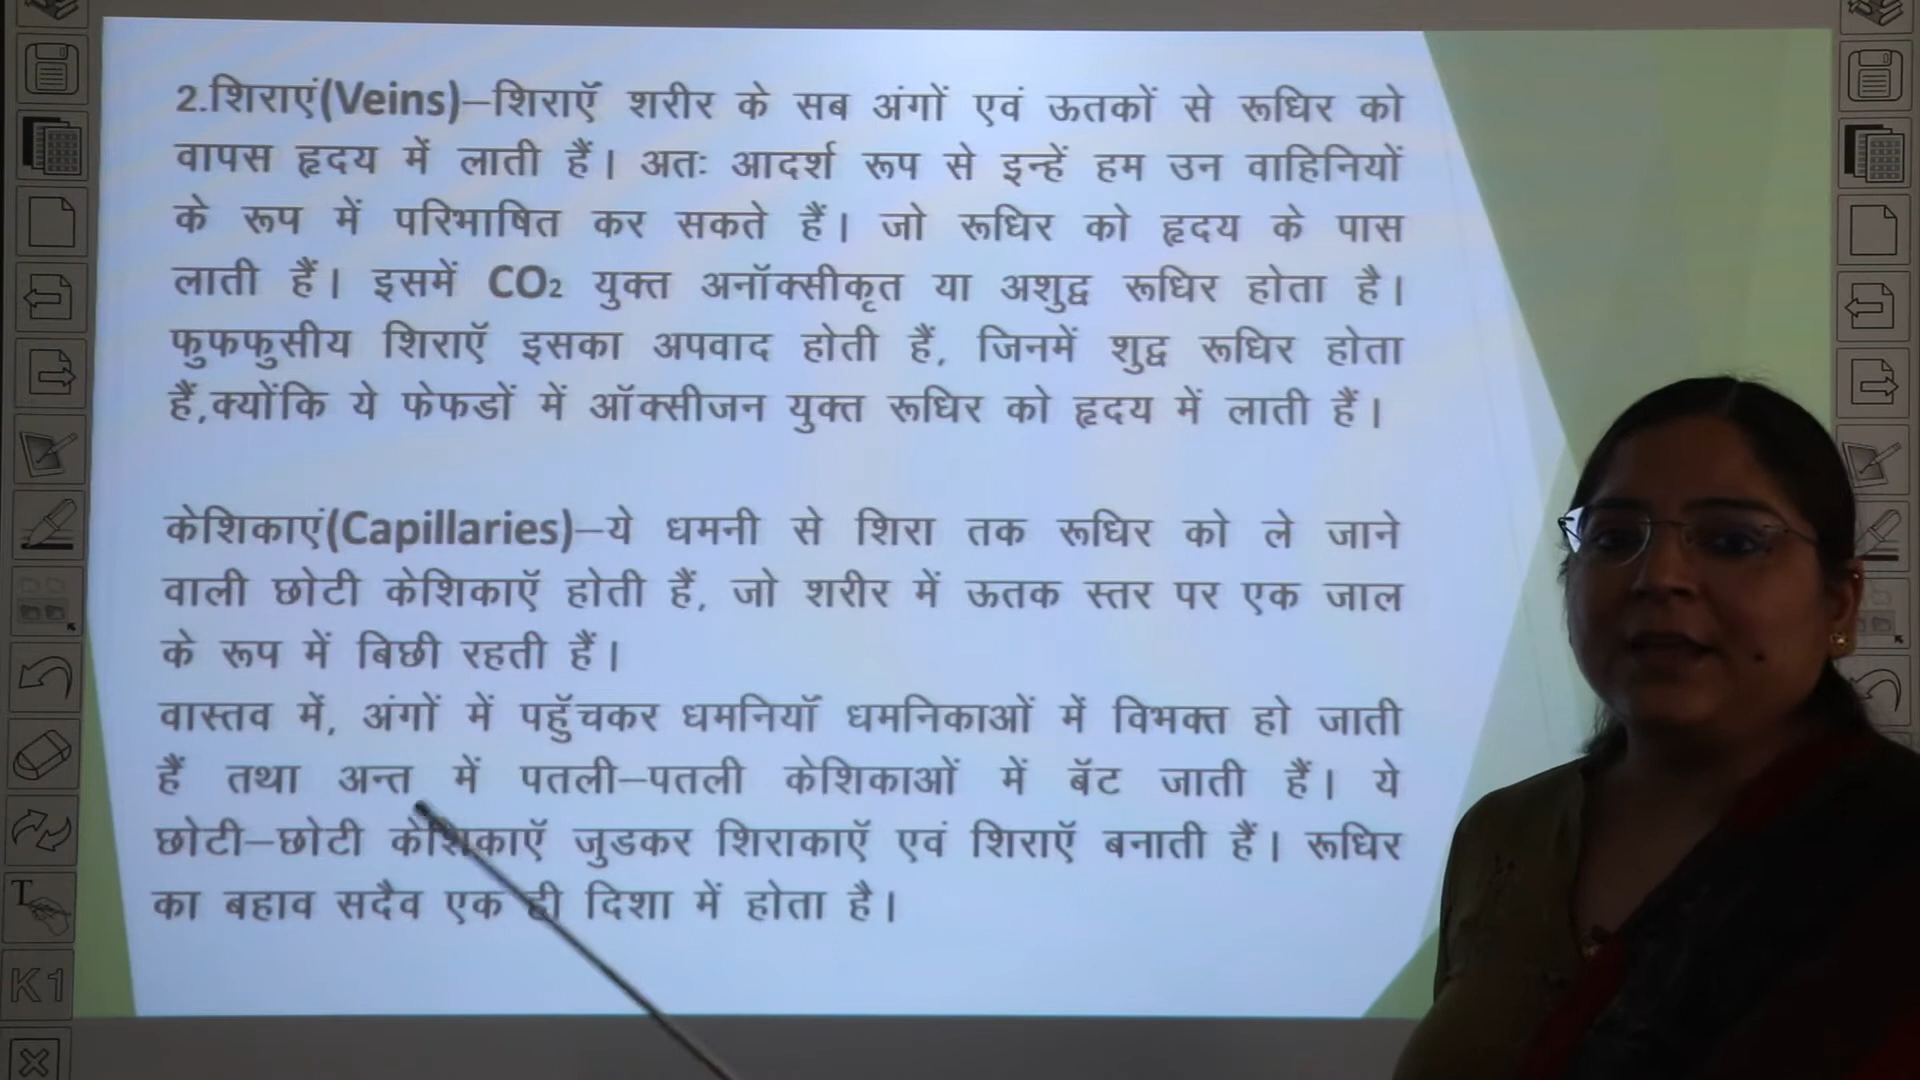 2.शिराएं(Veins)–शिराऍ शरीर के सब अंगों एवं ऊतकों से रूधिर को
वापस हृदय में लाती हैं। अतः आदर्श रूप से इन्हें हम उन वाहिनियों
के रूप में परिभाषित कर सकते हैं। जो रूधिर को हृदय के पास
लाती हैं। इसमें CO₂ युक्त अनॉक्सीकृत या अशुद्व रूधिर होता है।
फुफफुसीय शिराऍ इसका अपवाद होती हैं, जिनमें शुद्व रूधिर होता
हैं,क्योंकि ये फेफडों में ऑक्सीजन युक्त रूधिर को हृदय में लाती हैं।
केशिकाएं(Capillaries)–ये धमनी से शिरा तक रूधिर को ले जाने
वाली छोटी केशिकाऍ होती हैं, जो शरीर में ऊतक स्तर पर एक जाल
के रूप में बिछी रहती हैं।
वास्तव में, अंगों में पहुॅचकर धमनियॉ धमनिकाओं में विभक्त हो जाती
हैं तथा अन्त में पतली–पतली केशिकाओं में बॅट जाती हैं। ये
छोटी–छोटी केशिकाऍ जुडकर शिराकाऍ एवं शिराऍ बनाती हैं। रूधिर
का बहाव सदैव एक ही दिशा में होता है।
T
K1